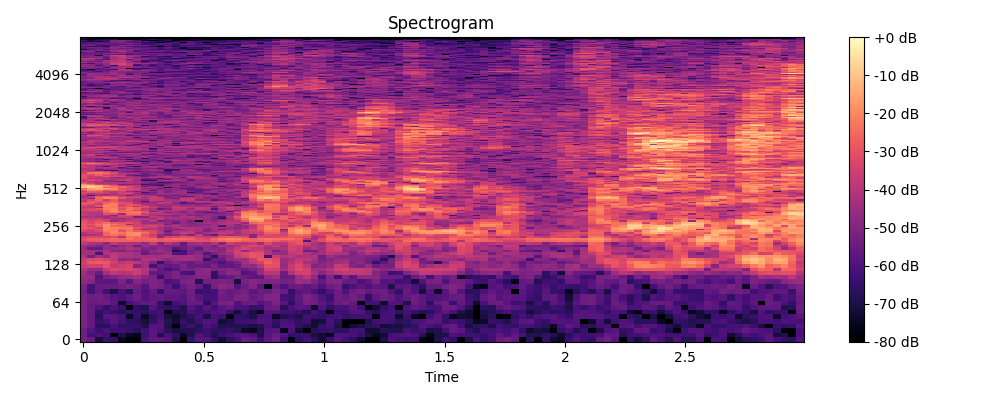 Spectrogram
Hz
4096
2048
1024
512
256
128
64
0
0
0.5
1
1.5
2
2.5
Time
+0 dB
-10 dB
-20 dB
-30 dB
-40 dB
-50 dB
-60 dB
-70 dB
-80 dB